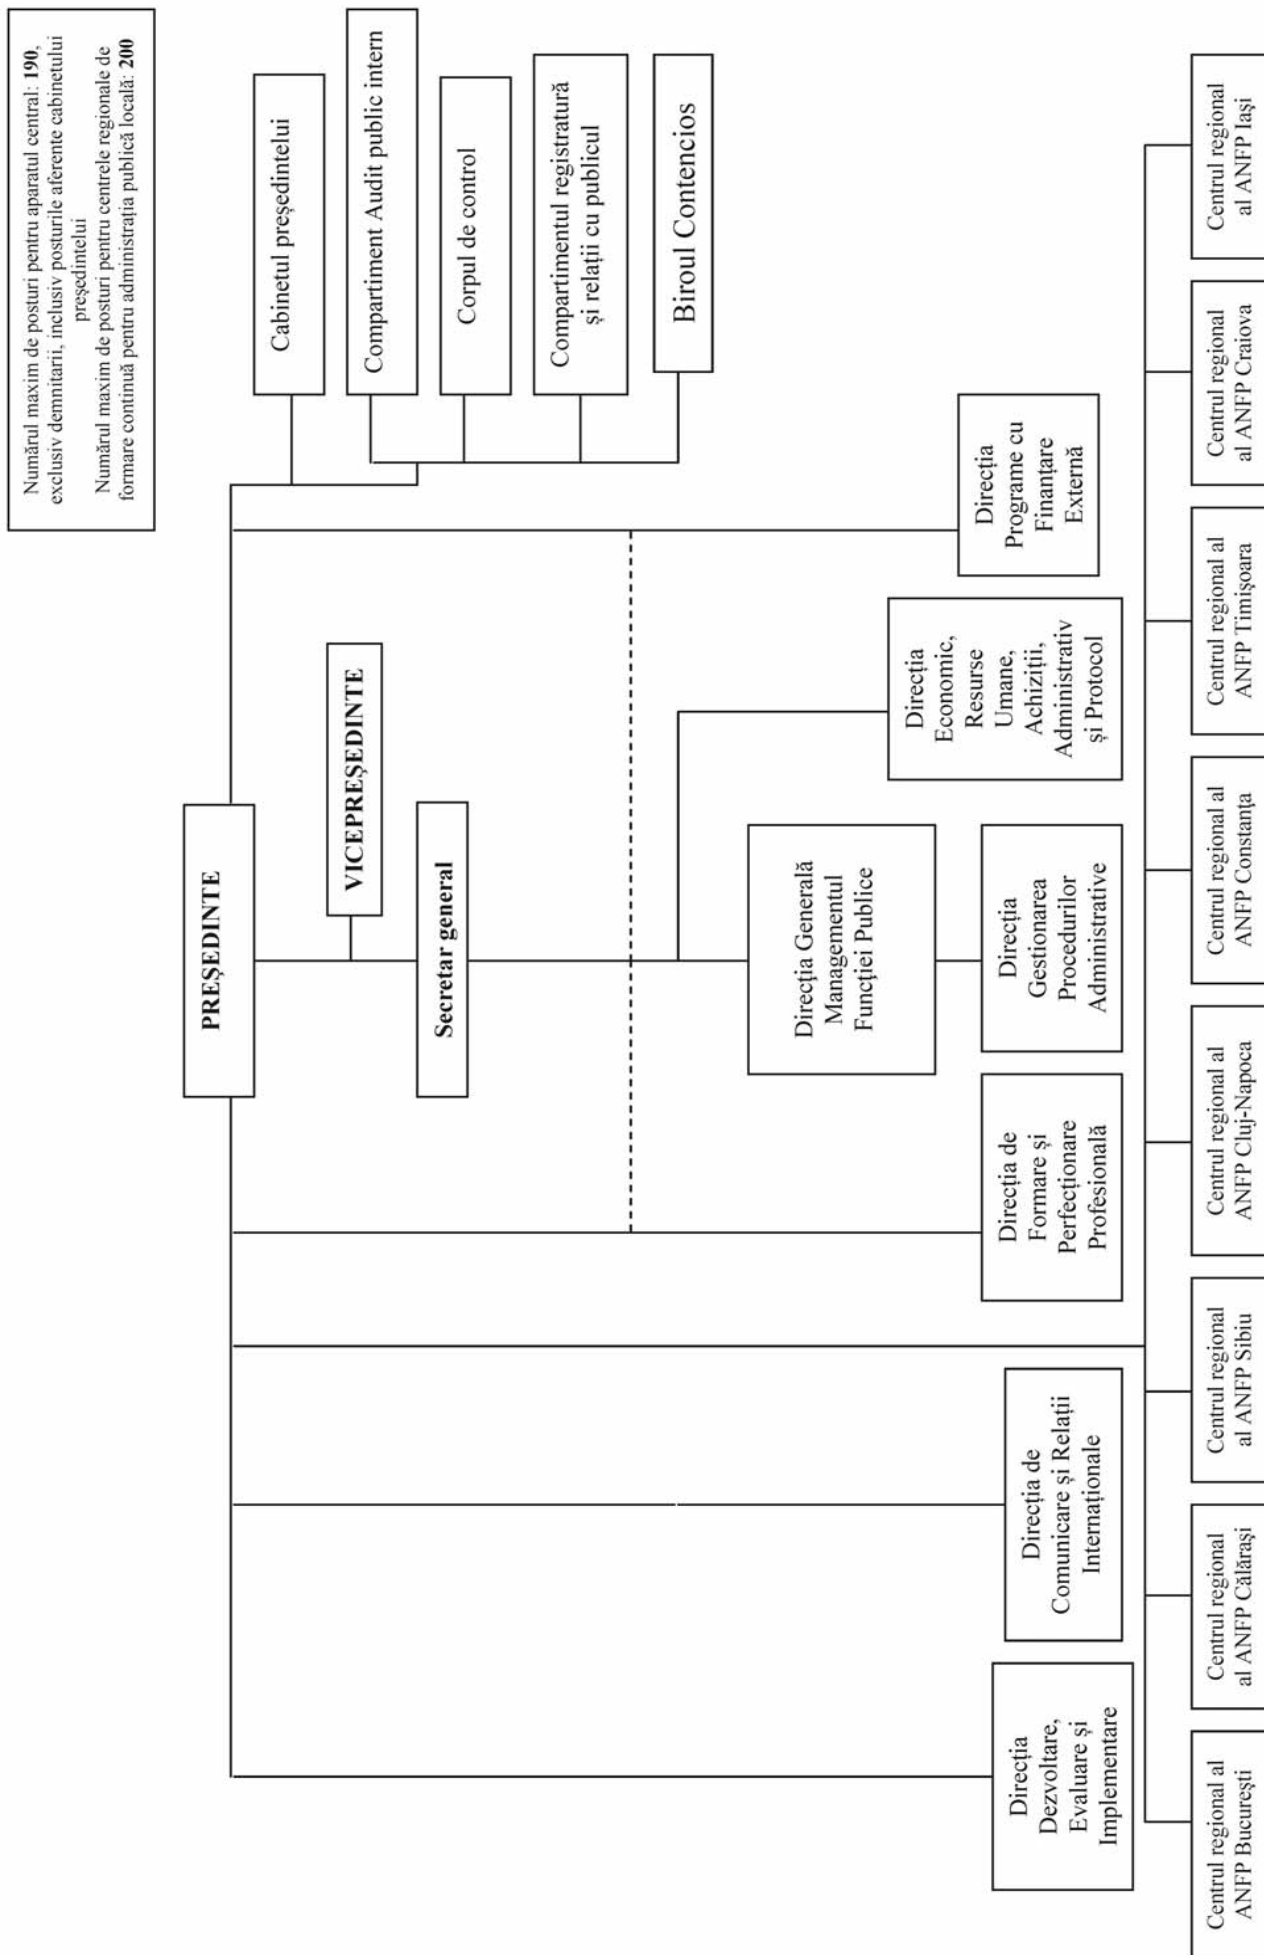 Numărul maxim de posturi pentru aparatul central: 190,
exclusiv demnitarii, inclusiv posturile aferente cabinetului
președintelui
Numărul maxim de posturi pentru centrele regionale de
formare continuă pentru administrația publică locală: 200
PREȘEDINTE
Cabinetul președintelui
VICEPREȘEDINTE
Compartiment Audit public intern
Secretar general
Corpul de control
Compartimentul registratură
și relații cu publicul
Biroul Contencios
Direcția
Dezvoltare,
Evaluare și
Implementare
Direcția de
Comunicare și Relații
Internaționale
Direcția de
Formare și
Perfecționare
Profesională
Direcția Generală
Managementul
Funcției Publice
Direcția
Gestionarea
Procedurilor
Administrative
Direcția
Economic,
Resurse
Umane,
Achiziții,
Administrativ
și Protocol
Direcția
Programe cu
Finanțare
Externă
Centrul regional al
ANFP București
Centrul regional
al ANFP Călărași
Centrul regional
al ANFP Sibiu
Centrul regional al
ANFP Cluj-Napoca
Centrul regional al
ANFP Constanța
Centrul regional al
ANFP Timișoara
Centrul regional
al ANFP Craiova
Centrul regional
al ANFP Iași